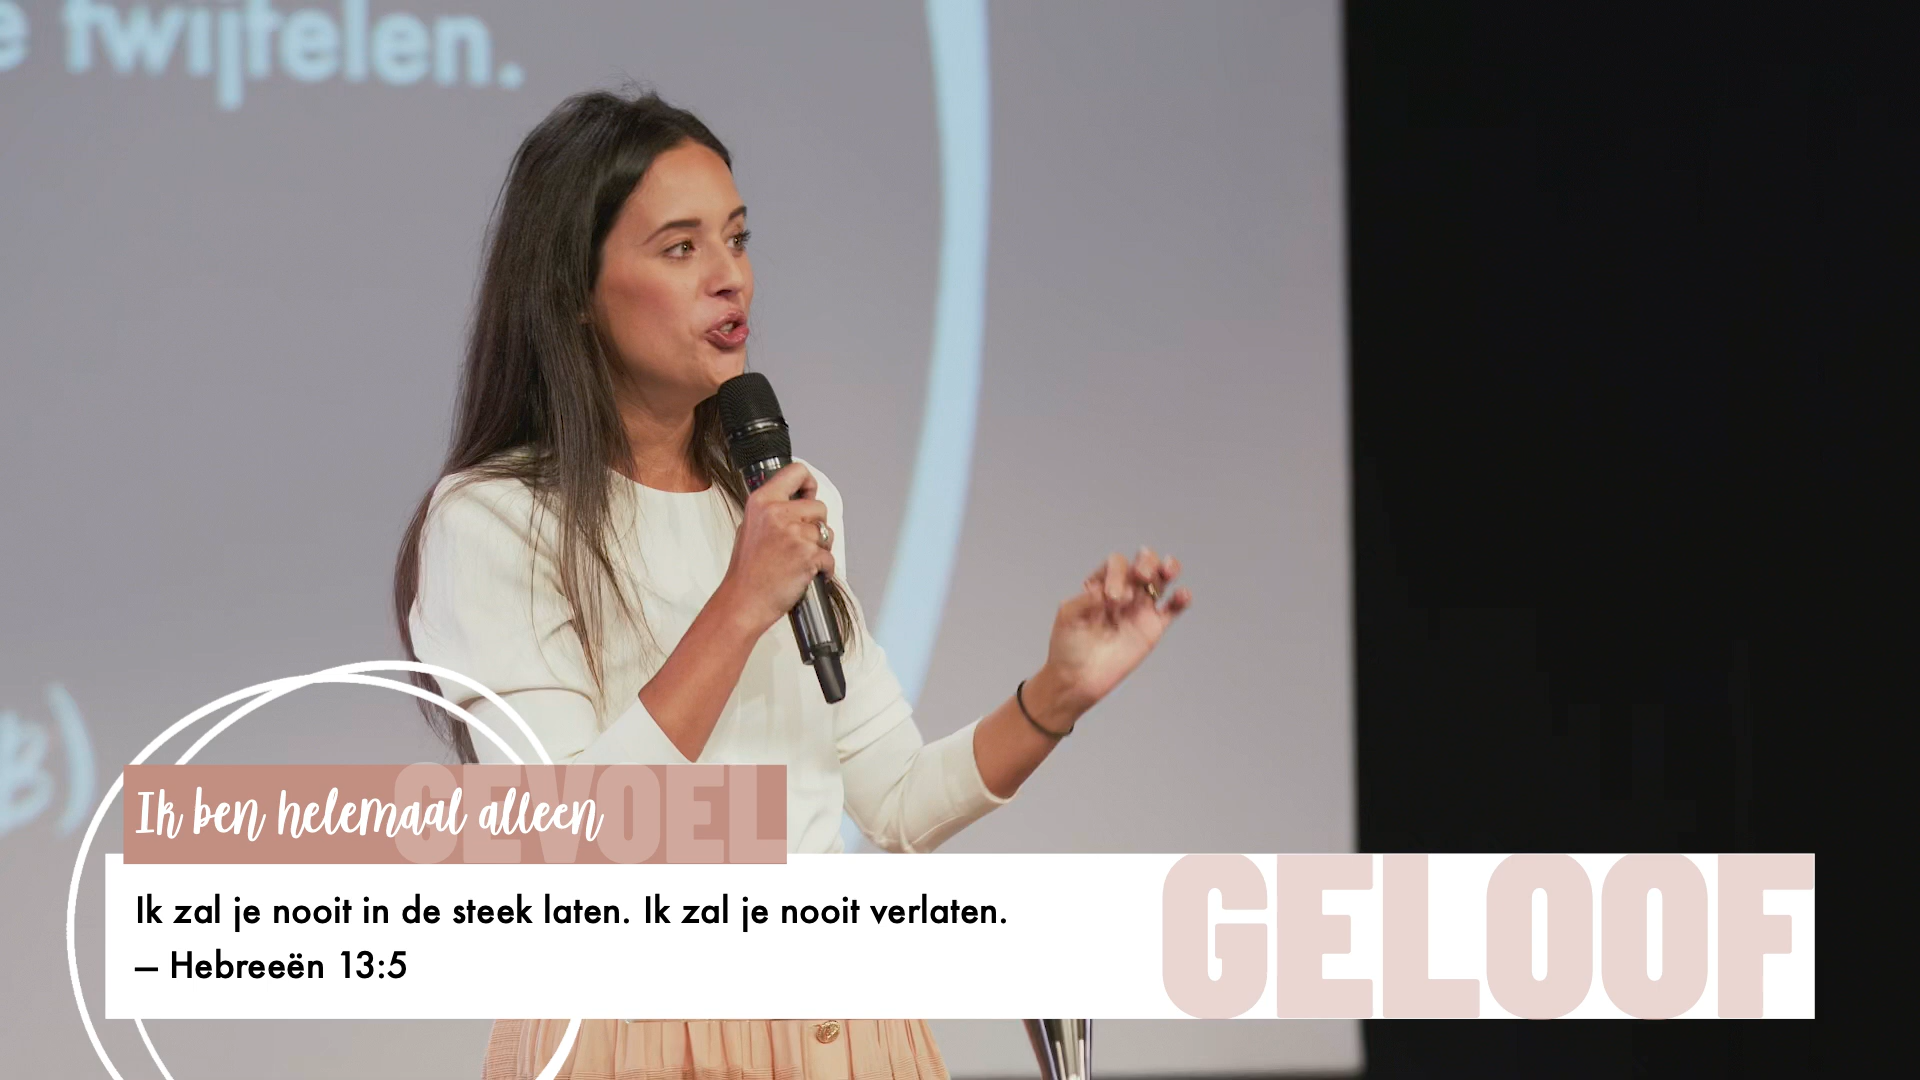 e twijfelen.
B)
GEVOEL
Ik ben helemaal alleen
GELOOF
Ik zal je nooit in de steek laten. Ik zal je nooit verlaten.
— Hebreeën 13:5